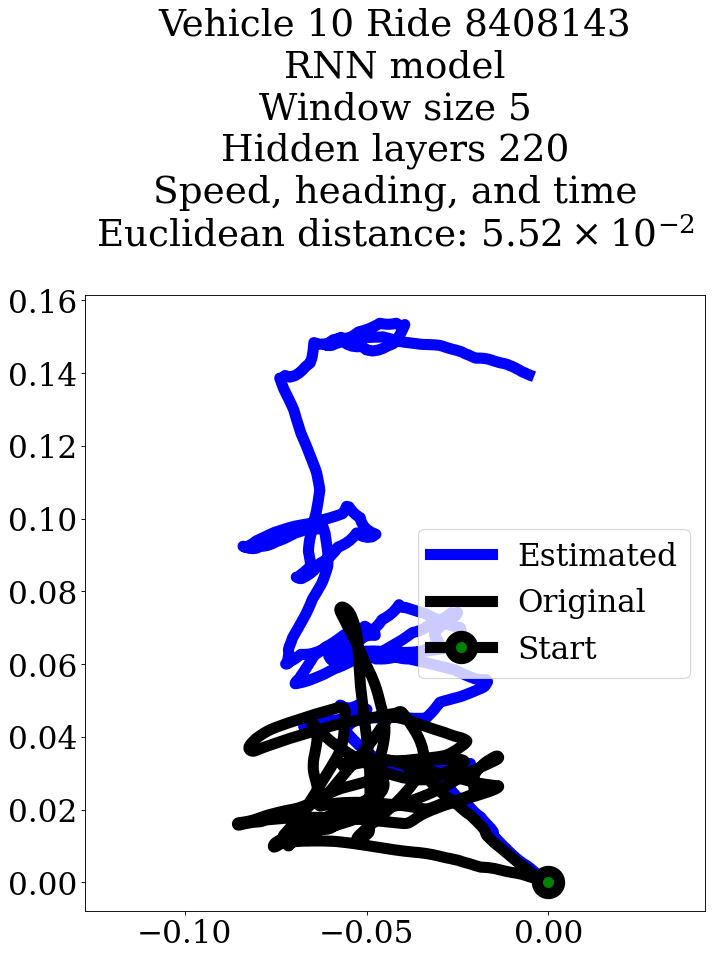 Vehicle 10 Ride 8408143
RNN model
Window size 5
Hidden layers 220
Speed, heading, and time
Euclidean distance: 5.52 × 10⁻²
0.16
0.14
0.12
0.10
0.08
0.06
0.04
0.02
0.00
Estimated
Original
Start
−0.10 −0.05 0.00